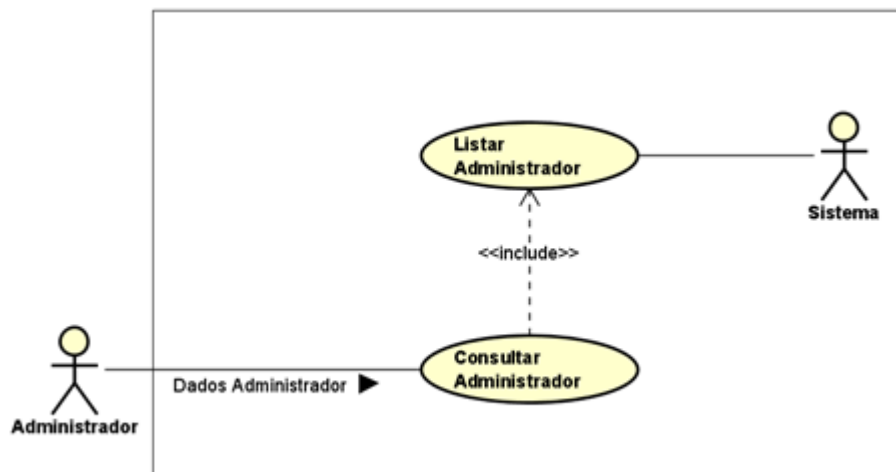 Listar
Administrador
Sistema
<<include>>
Consultar
Administrador
Dados Administrador
Administrador